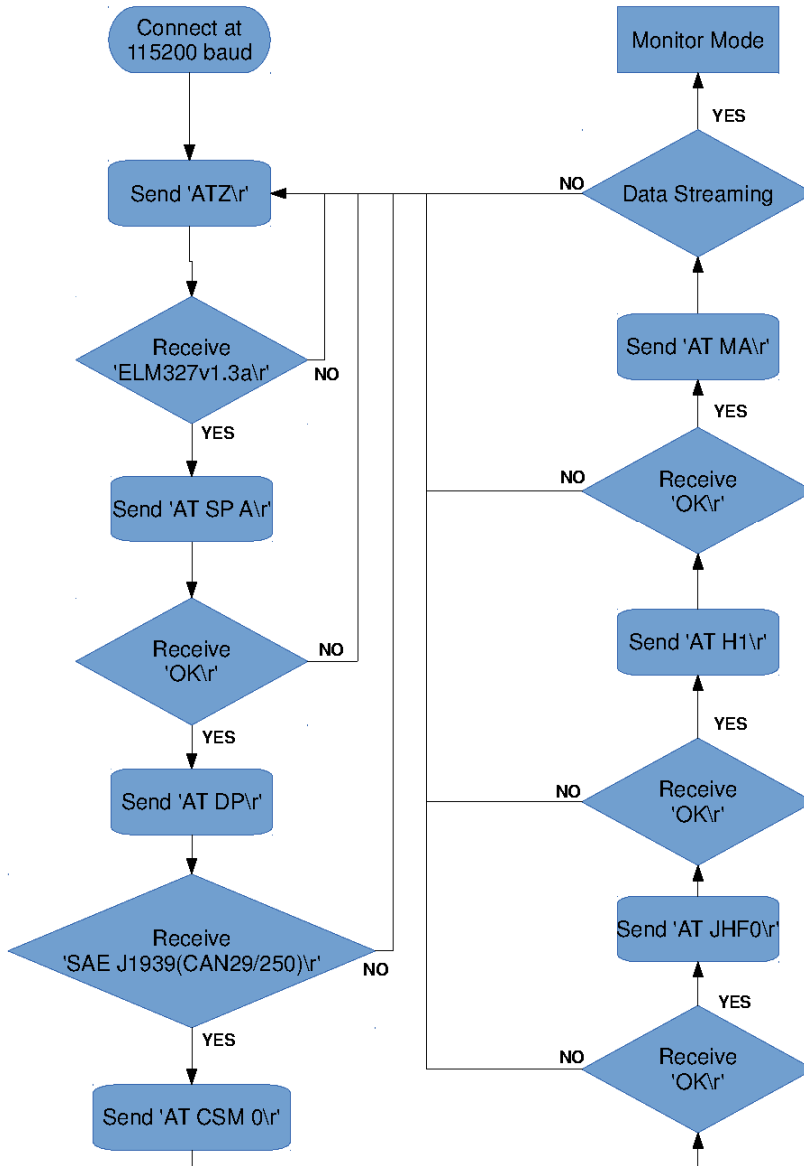 Connect at
115200 baud
Send 'ATZ\r'
Receive
'ELM327v1.3a\r'
NO
YES
Send 'AT SP A\r'
Receive
'OK\r'
NO
YES
Send 'AT DP\r'
Receive
'SAE J1939(CAN29/250)\r'
NO
YES
Send 'AT CSM 0\r'
Receive
'OK\r'
NO
YES
Send 'AT JHF0\r'
Receive
'OK\r'
NO
YES
Send 'AT H1\r'
Receive
'OK\r'
NO
YES
Send 'AT MA\r'
Data Streaming
NO
YES
Monitor Mode